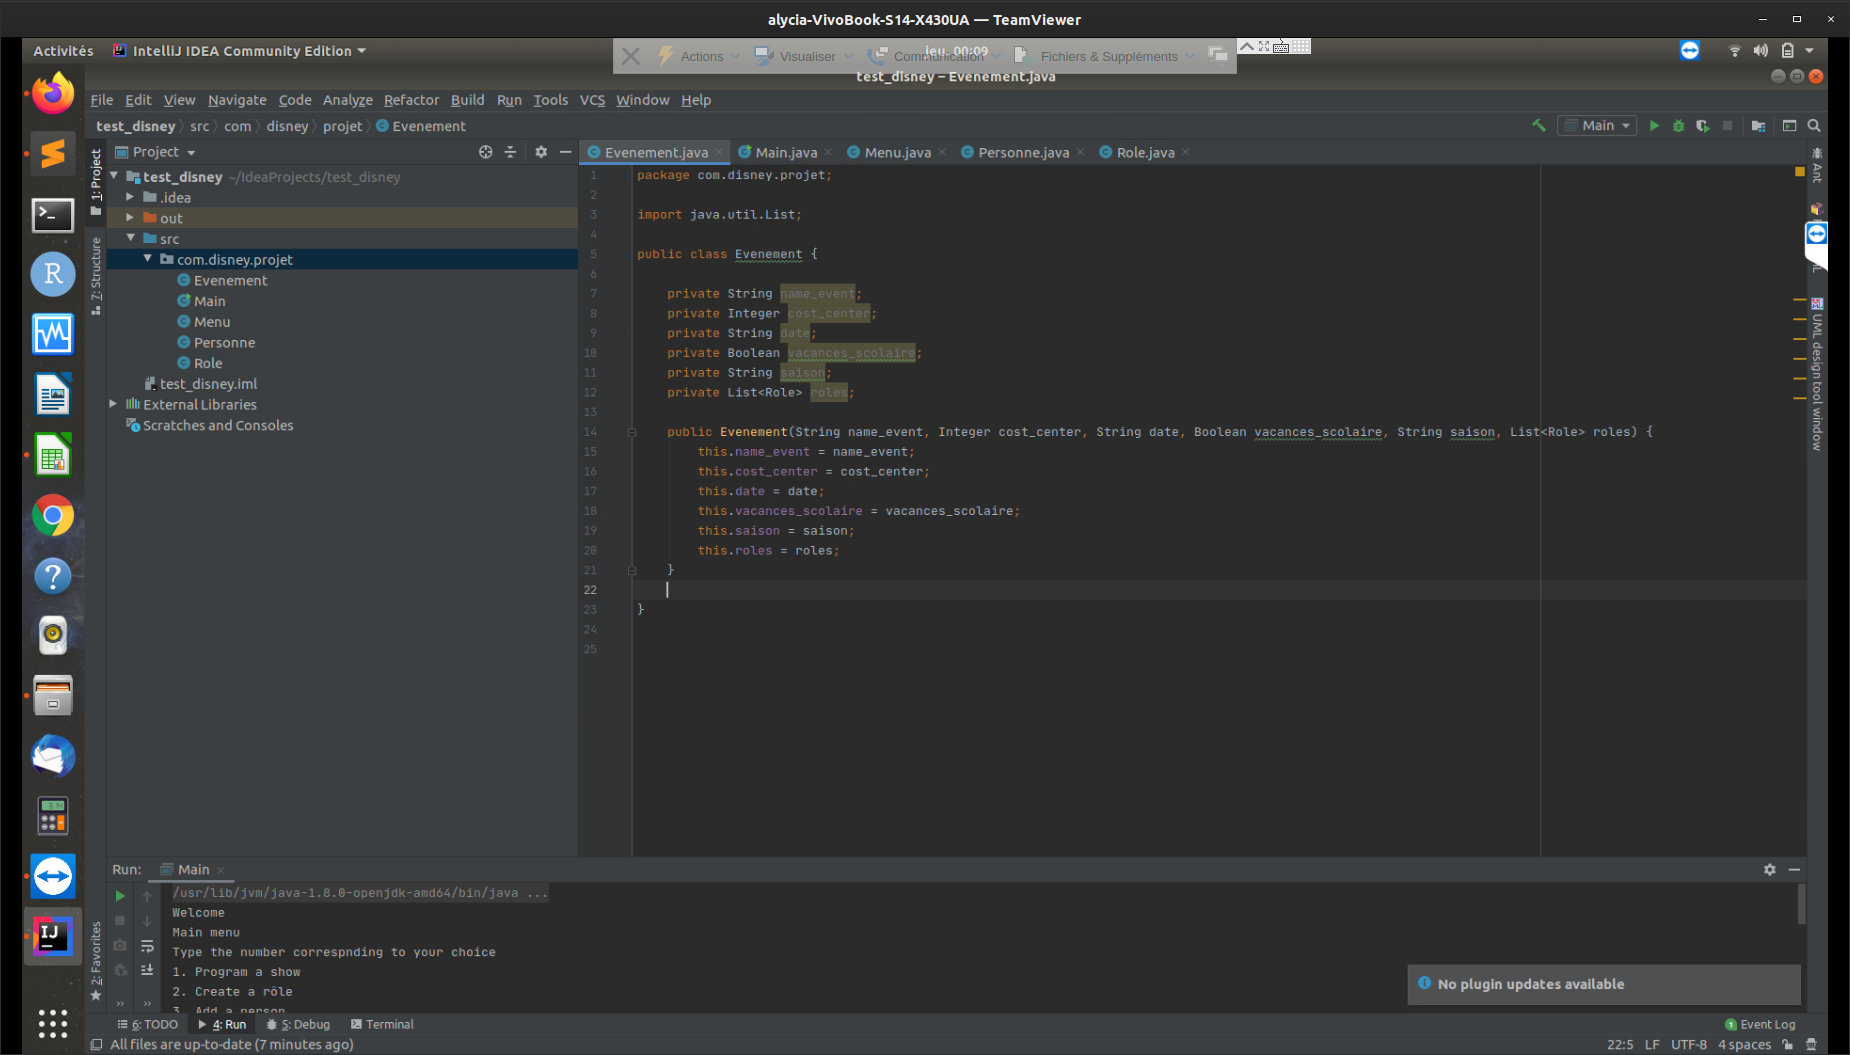 alycia-VivoBook-S14-X430UA — TeamViewer
Activités
IntelliJ IDEA Community Edition
jeu. 00:09
Actions
Visualiser
Communication
Fichiers & Suppléments
test_disney – Evenement.java
File Edit View Navigate Code Analyze Refactor Build Run Tools VCS Window Help
test_disney src com disney projet Evenement
Main
Project
Evenement.java
Main.java
Menu.java
Personne.java
Role.java
1: Project
7: Structure
2: Favorites
Ant
UML design tool window
test_disney ~/IdeaProjects/test_disney
.idea
out
src
com.disney.projet
Evenement
Main
Menu
Personne
Role
test_disney.iml
External Libraries
Scratches and Consoles
1 package com.disney.projet;
2
3 import java.util.List;
4
5 public class Evenement {
6
7 private String name_event;
8 private Integer cost_center;
9 private String date;
10 private Boolean vacances_scolaire;
11 private String saison;
12 private List<Role> roles;
13
14 public Evenement(String name_event, Integer cost_center, String date, Boolean vacances_scolaire, String saison, List<Role> roles) {
15 this.name_event = name_event;
16 this.cost_center = cost_center;
17 this.date = date;
18 this.vacances_scolaire = vacances_scolaire;
19 this.saison = saison;
20 this.roles = roles;
21 }
22
23 }
24
25
Run: Main
/usr/lib/jvm/java-1.8.0-openjdk-amd64/bin/java ...
Welcome
Main menu
Type the number correspnding to your choice
1. Program a show
2. Create a rôle
3. Add a person
No plugin updates available
6: TODO
4: Run
5: Debug
Terminal
1 Event Log
All files are up-to-date (7 minutes ago)
22:5 LF UTF-8 4 spaces